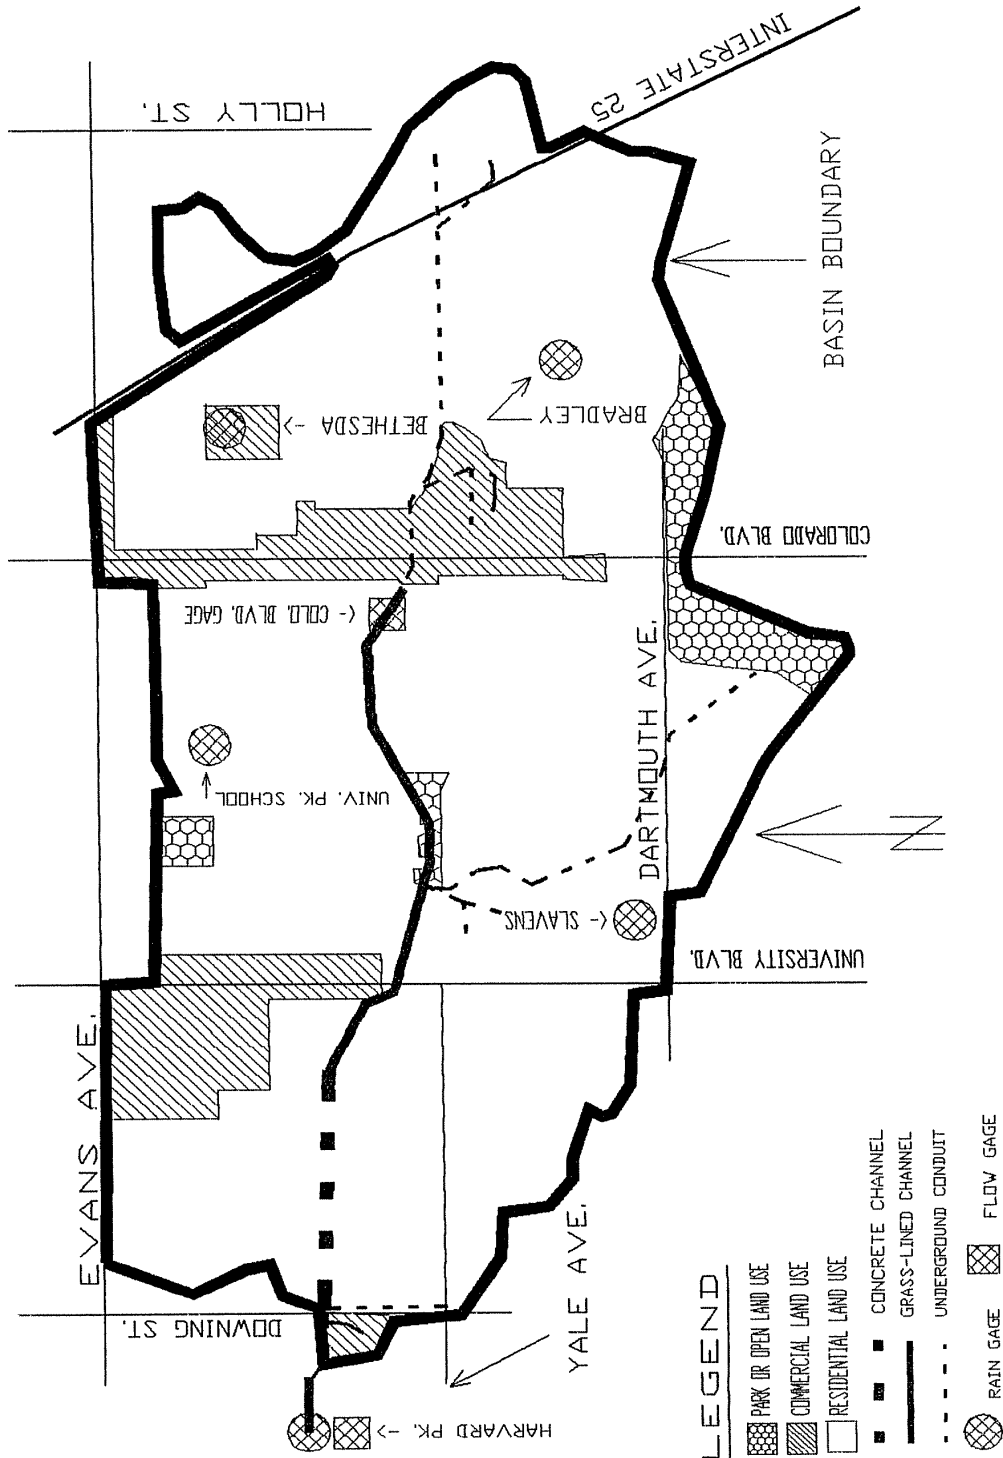 HOLLY ST.
INTERSTATE 25
BASIN BOUNDARY
BETHESDA ->
BRADLEY
COLORADO BLVD.
<- COLO. BLVD. GAGE
DARTMOUTH AVE.
UNIV. PK. SCHOOL
N
<- SLAVENS
UNIVERSITY BLVD.
EVANS AVE.
DOWNING ST.
YALE AVE.
HARVARD PK. ->
LEGEND
PARK OR OPEN LAND USE
COMMERCIAL LAND USE
RESIDENTIAL LAND USE
CONCRETE CHANNEL
GRASS-LINED CHANNEL
UNDERGROUND CONDUIT
RAIN GAGE
FLOW GAGE